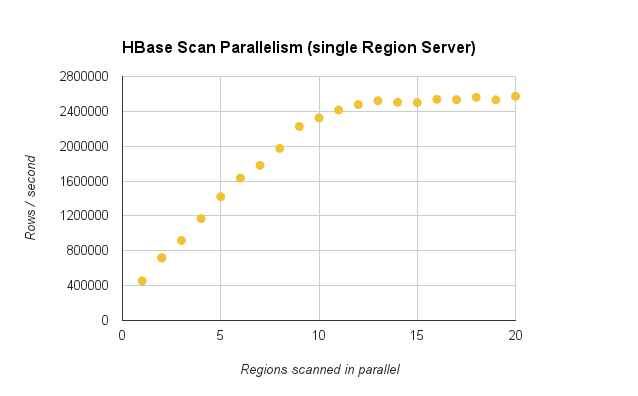 HBase Scan Parallelism (single Region Server)
2800000
2400000
2000000
1600000
1200000
800000
400000
0
Rows / second
0 5 10 15 20
Regions scanned in parallel